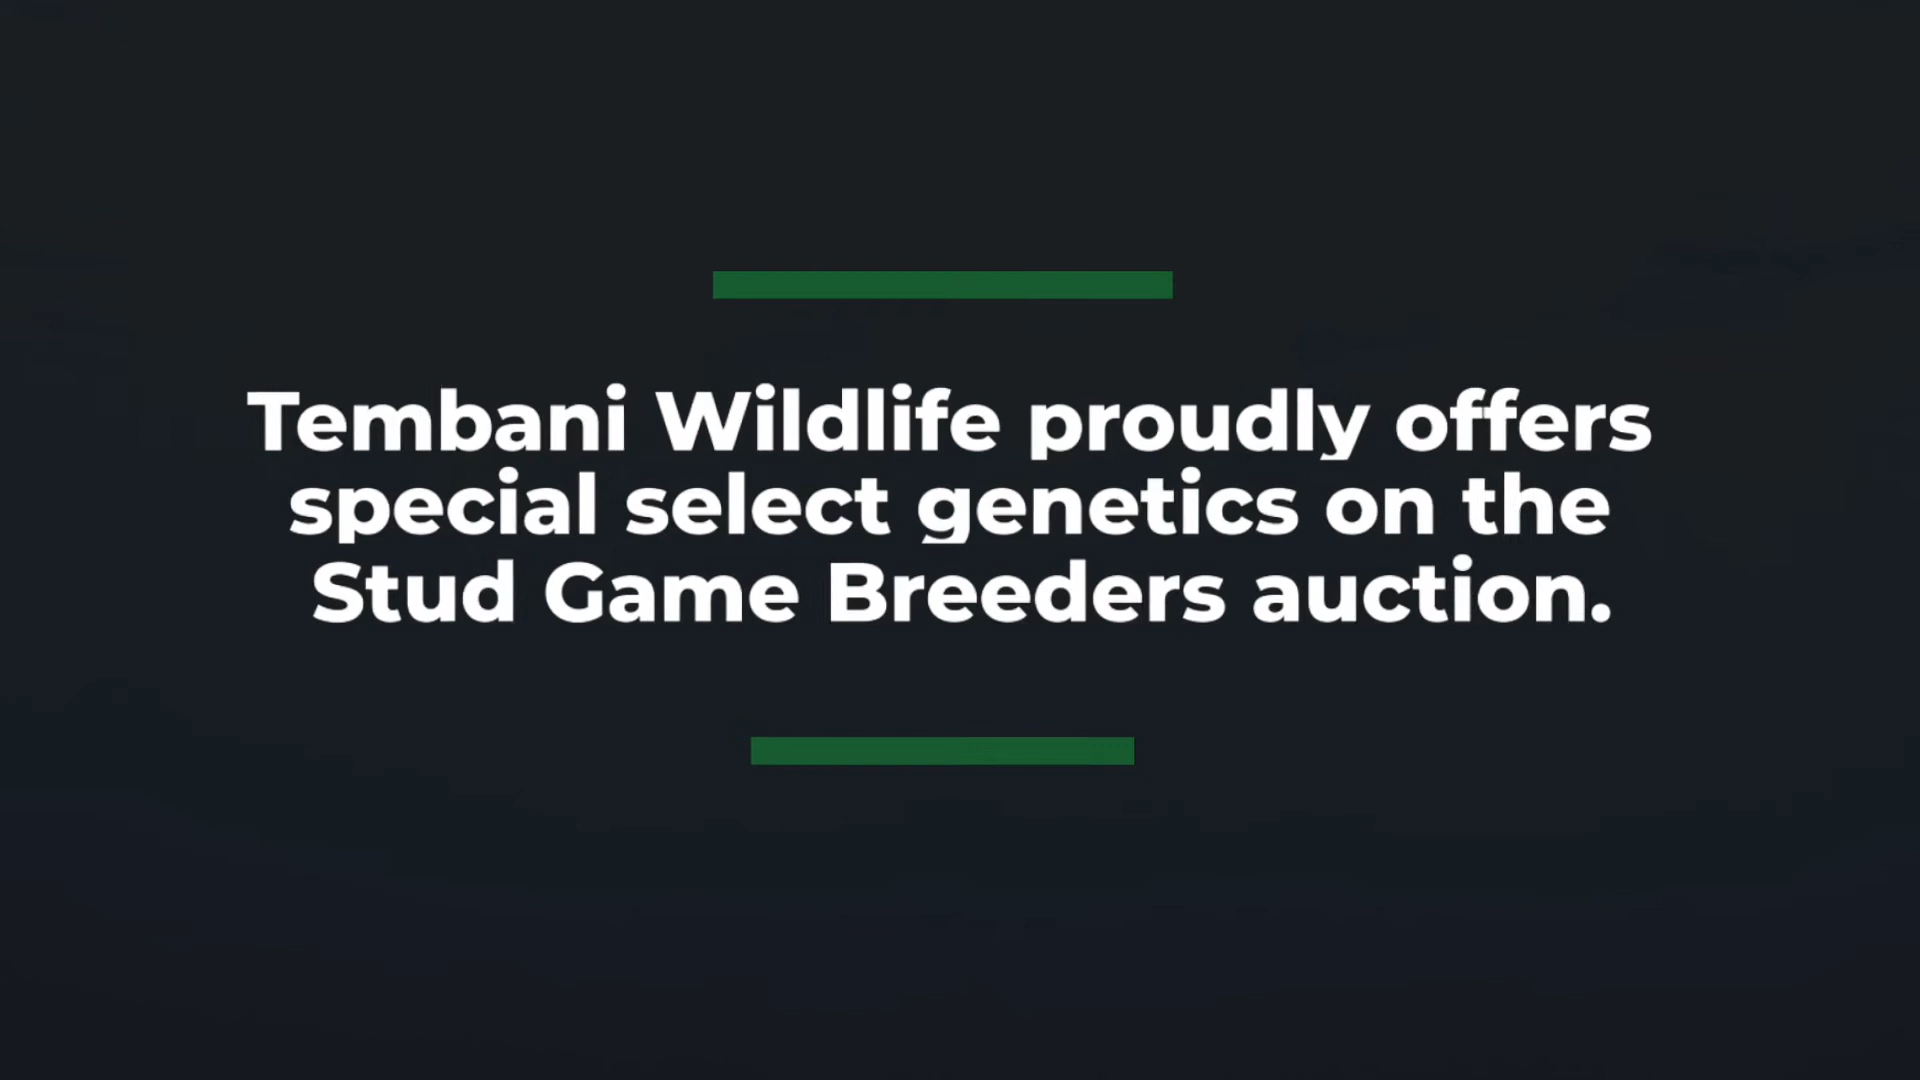 Tembani Wildlife proudly offers
special select genetics on the
Stud Game Breeders auction.